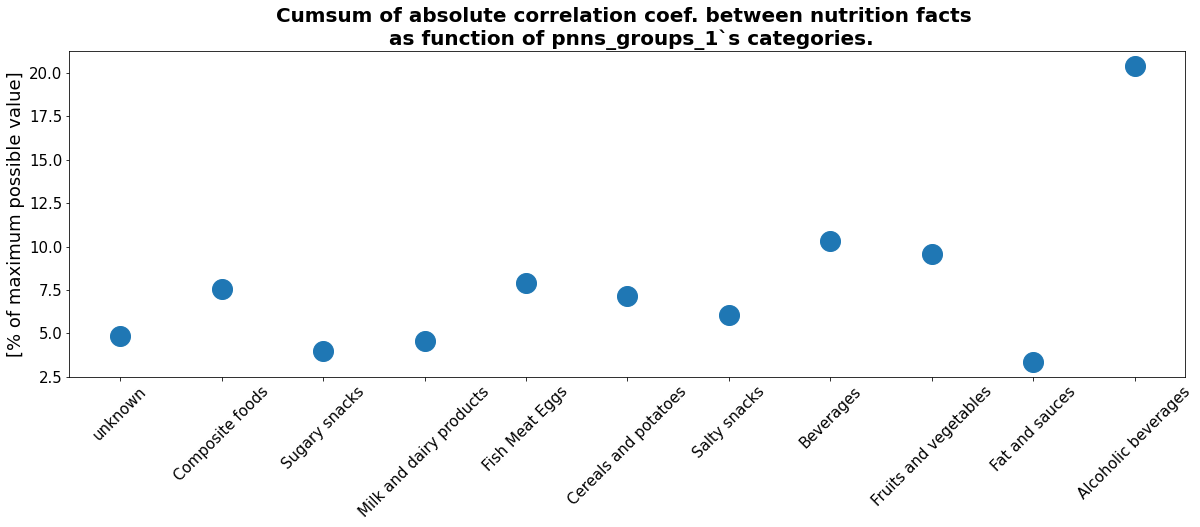 Cumsum of absolute correlation coef. between nutrition facts
as function of pnns_groups_1`s categories.
[% of maximum possible value]
20.0
17.5
15.0
12.5
10.0
7.5
5.0
2.5
unknown
Composite foods
Sugary snacks
Milk and dairy products
Fish Meat Eggs
Cereals and potatoes
Salty snacks
Beverages
Fruits and vegetables
Fat and sauces
Alcoholic beverages